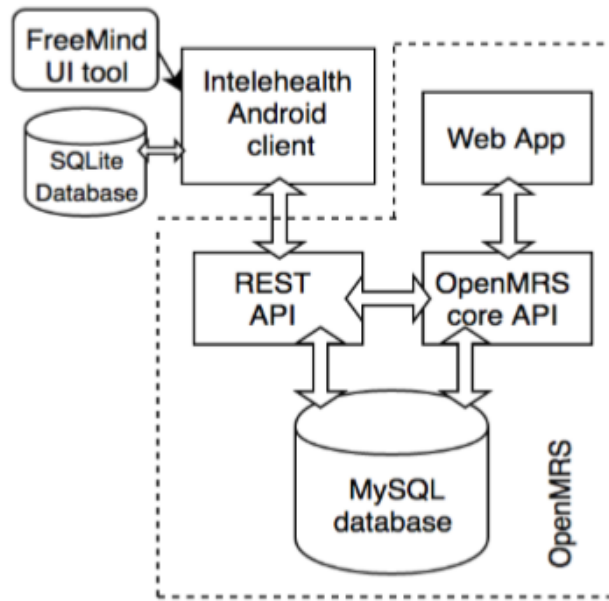 FreeMind
UI tool
Intelehealth
Android
client
SQLite
Database
Web App
REST
API
OpenMRS
core API
MySQL
database
OpenMRS